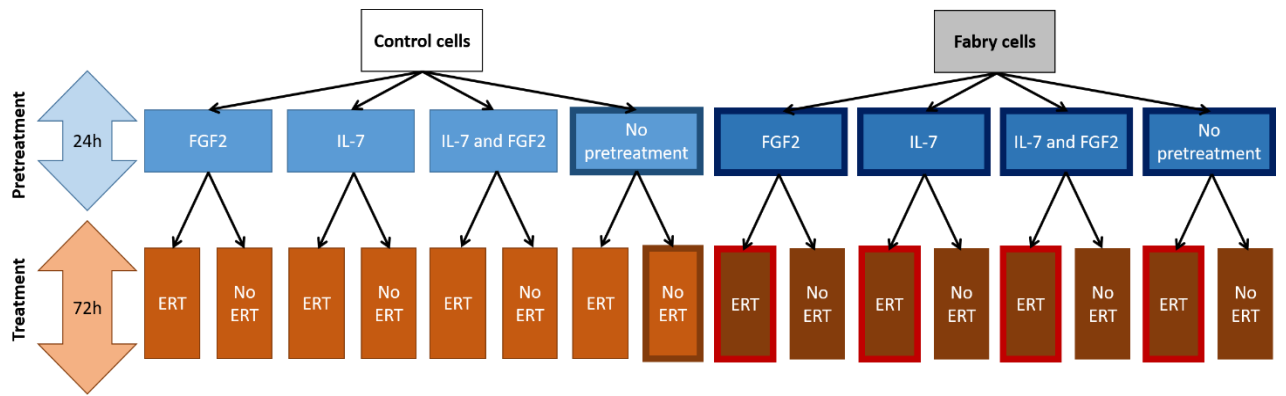 Control cells
Fabry cells
Pretreatment
24h
FGF2
IL-7
IL-7 and FGF2
No
pretreatment
FGF2
IL-7
IL-7 and FGF2
No
pretreatment
Treatment
72h
ERT
No
ERT
ERT
No
ERT
ERT
No
ERT
ERT
No
ERT
ERT
No
ERT
ERT
No
ERT
ERT
No
ERT
ERT
No
ERT